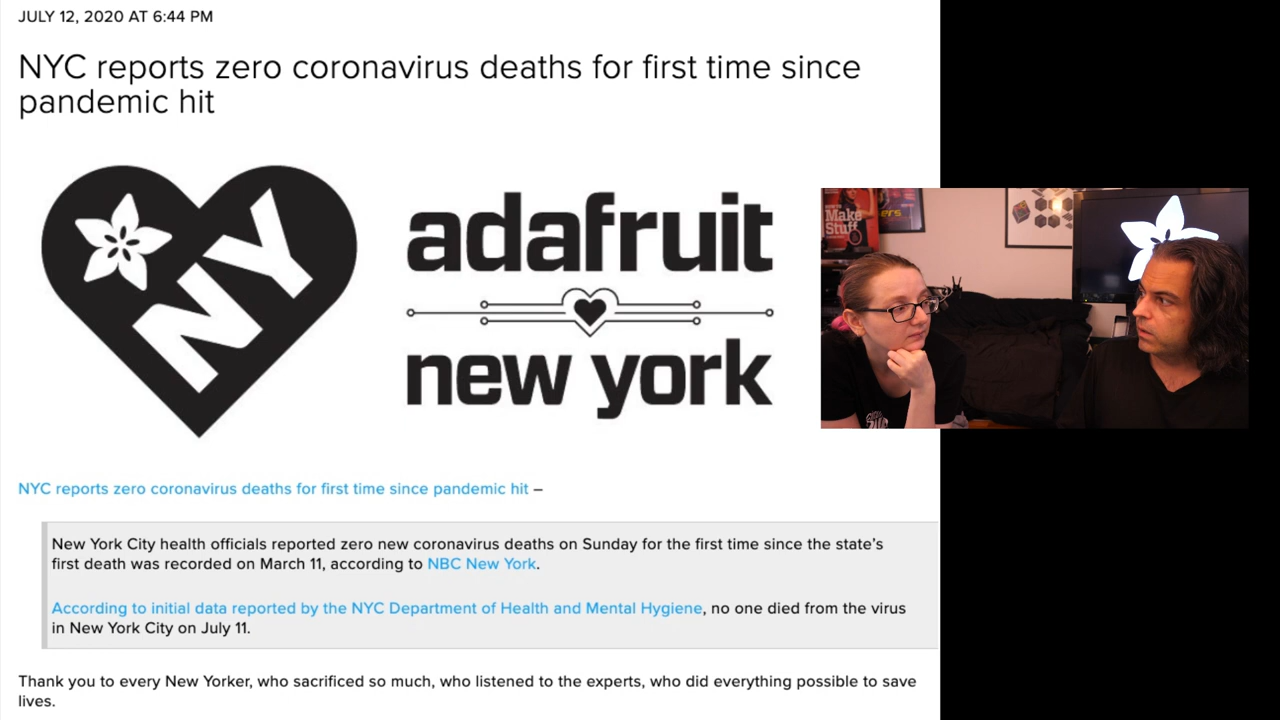 JULY 12, 2020 AT 6:44 PM
NYC reports zero coronavirus deaths for first time since
pandemic hit
NY
adafruit
new york
Make
Stuff
NYC reports zero coronavirus deaths for first time since pandemic hit –
New York City health officials reported zero new coronavirus deaths on Sunday for the first time since the state's
first death was recorded on March 11, according to NBC New York.
According to initial data reported by the NYC Department of Health and Mental Hygiene, no one died from the virus
in New York City on July 11.
Thank you to every New Yorker, who sacrificed so much, who listened to the experts, who did everything possible to save
lives.